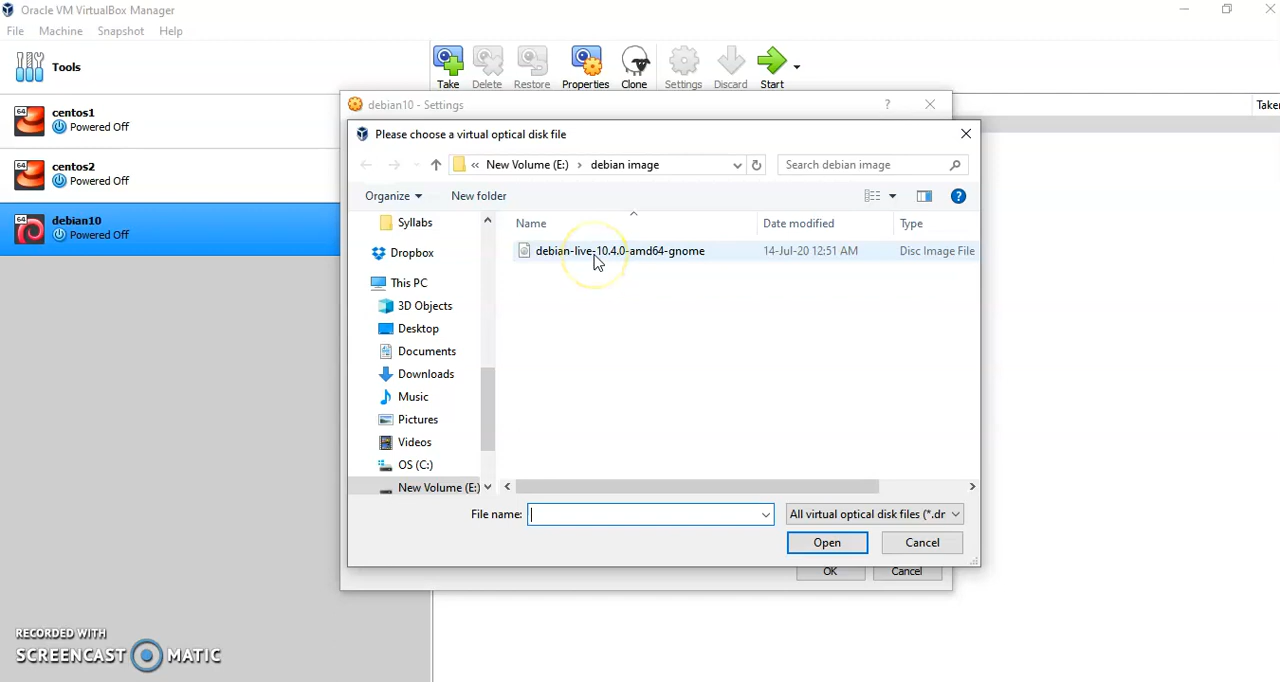 Oracle VM VirtualBox Manager
File Machine Snapshot Help
Tools
Take Delete Restore Properties Clone Settings Discard Start
64 centos1
Powered Off
64 centos2
Powered Off
64 debian10
Powered Off
debian10 - Settings ?
Please choose a virtual optical disk file
« New Volume (E:) › debian image
Search debian image
Organize New folder ?
Syllabs
Dropbox
This PC
3D Objects
Desktop
Documents
Downloads
Music
Pictures
Videos
OS (C:)
New Volume (E:)
Name Date modified Type
debian-live-10.4.0-amd64-gnome 14-Jul-20 12:51 AM Disc Image File
File name: All virtual optical disk files (*.dr
Open Cancel
OK Cancel
RECORDED WITH
SCREENCAST MATIC